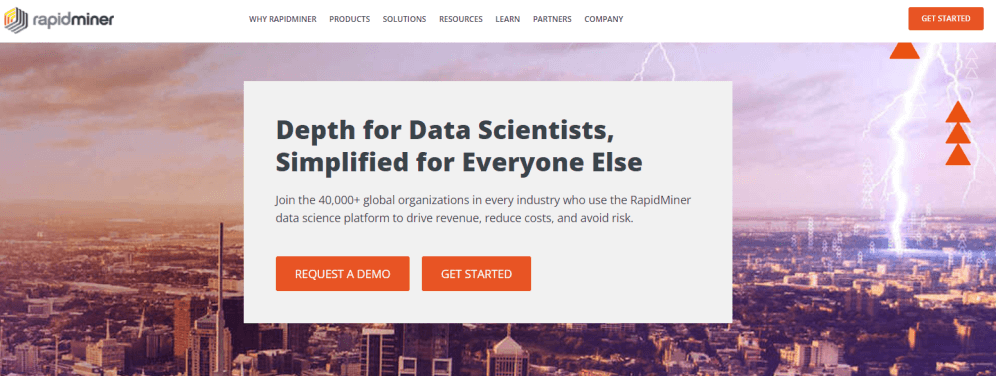 rapidminer
WHY RAPIDMINER PRODUCTS SOLUTIONS RESOURCES LEARN PARTNERS COMPANY
GET STARTED
Depth for Data Scientists,
Simplified for Everyone Else
Join the 40,000+ global organizations in every industry who use the RapidMiner
data science platform to drive revenue, reduce costs, and avoid risk.
REQUEST A DEMO
GET STARTED